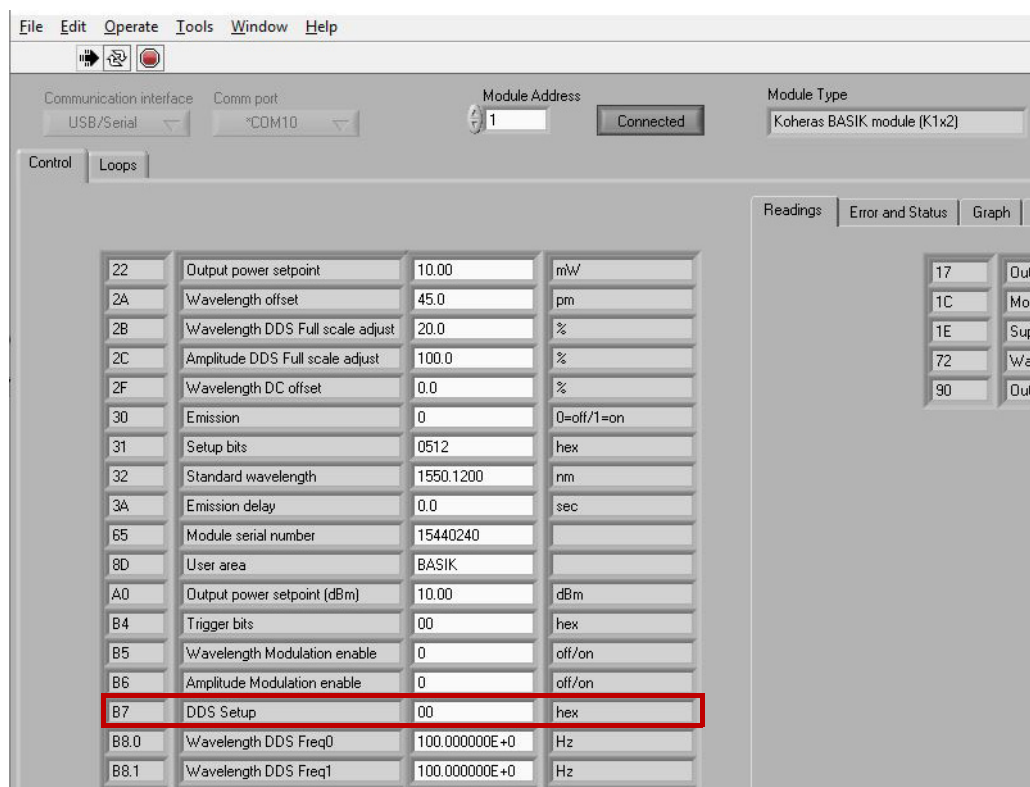 File Edit Operate Tools Window Help
Communication interface Comm port Module Address Module Type
USB/Serial *COM10 1 Connected Koheras BASIK module (K1x2)
Control Loops
Readings Error and Status Graph
22 Output power setpoint 10.00 mW
2A Wavelength offset 45.0 pm
2B Wavelength DDS Full scale adjust 20.0 %
2C Amplitude DDS Full scale adjust 100.0 %
2F Wavelength DC offset 0.0 %
30 Emission 0 0=off/1=on
31 Setup bits 0512 hex
32 Standard wavelength 1550.1200 nm
3A Emission delay 0.0 sec
65 Module serial number 15440240
8D User area BASIK
A0 Output power setpoint (dBm) 10.00 dBm
B4 Trigger bits 00 hex
B5 Wavelength Modulation enable 0 off/on
B6 Amplitude Modulation enable 0 off/on
B7 DDS Setup 00 hex
B8.0 Wavelength DDS Freq0 100.000000E+0 Hz
B8.1 Wavelength DDS Freq1 100.000000E+0 Hz
17 Out
1C Mo
1E Sup
72 Wa
90 Out